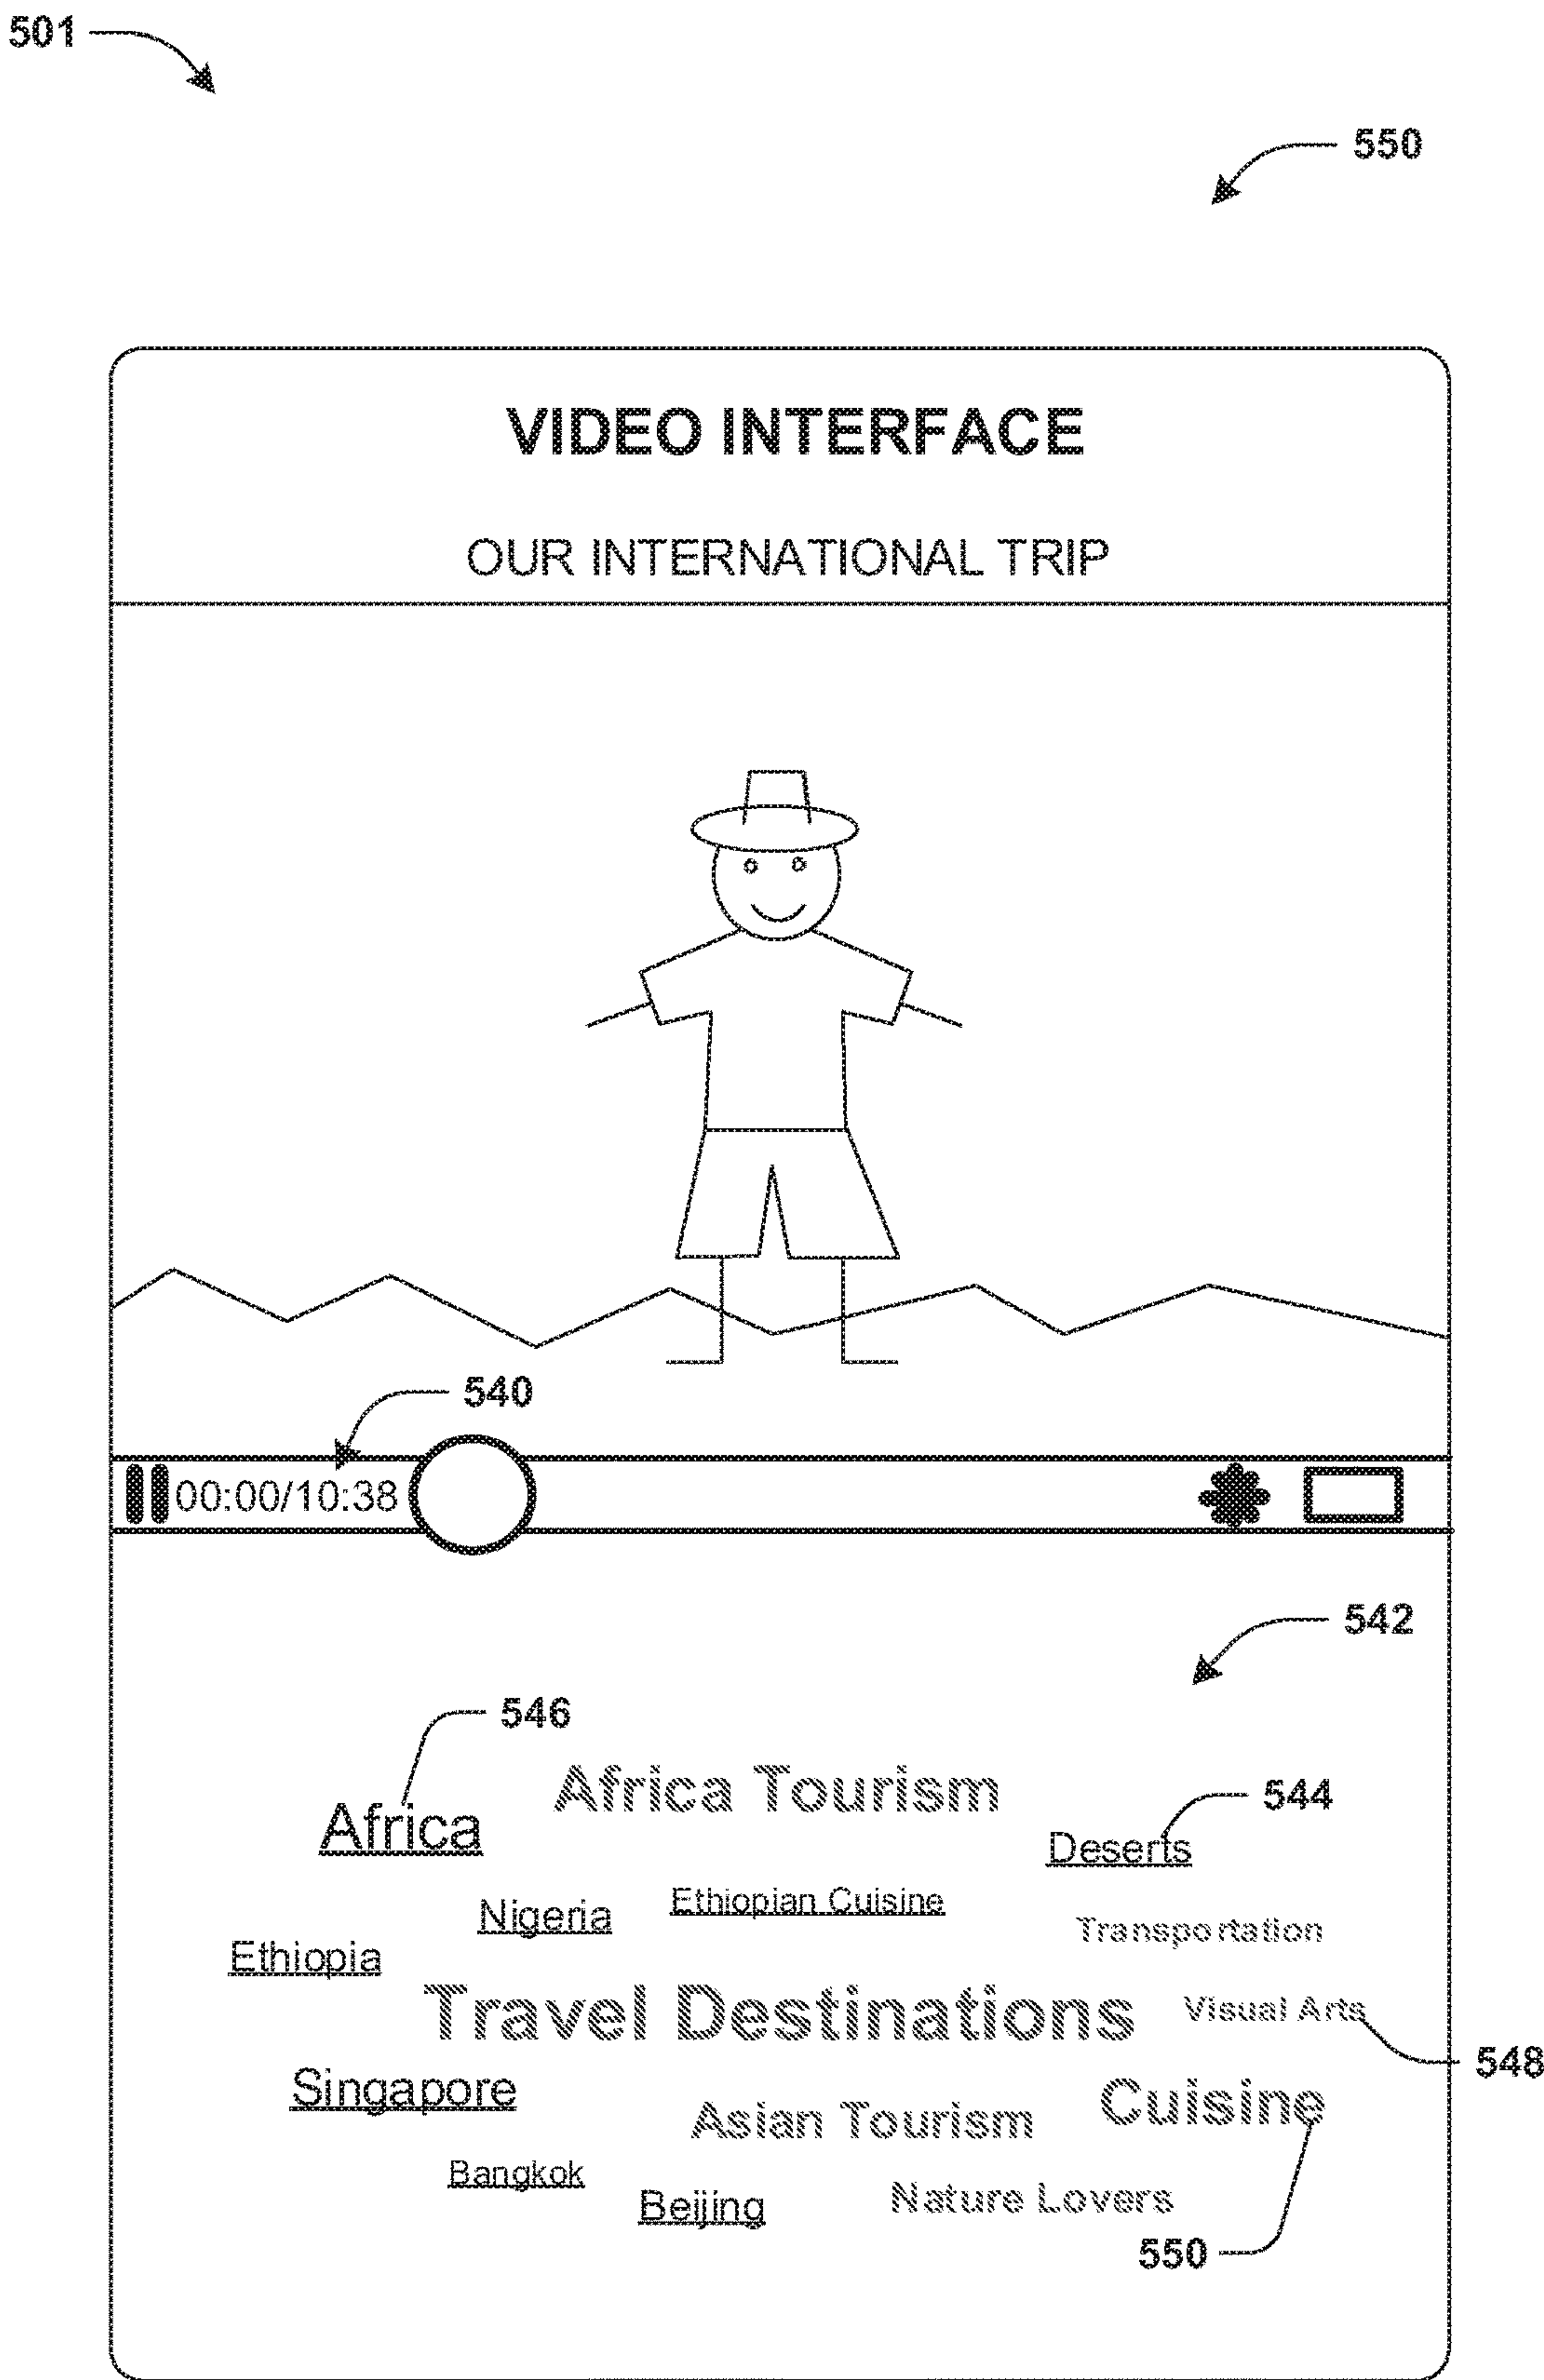 501
550
VIDEO INTERFACE
OUR INTERNATIONAL TRIP
540
00:00/10:38
542
546
Africa Tourism
544
Africa
Deserts
Ethiopian Cuisine
Nigeria
Transportation
Ethiopia
Travel Destinations
Visual Arts
548
Singapore
Cuisine
Asian Tourism
Bangkok
Nature Lovers
Beijing
550